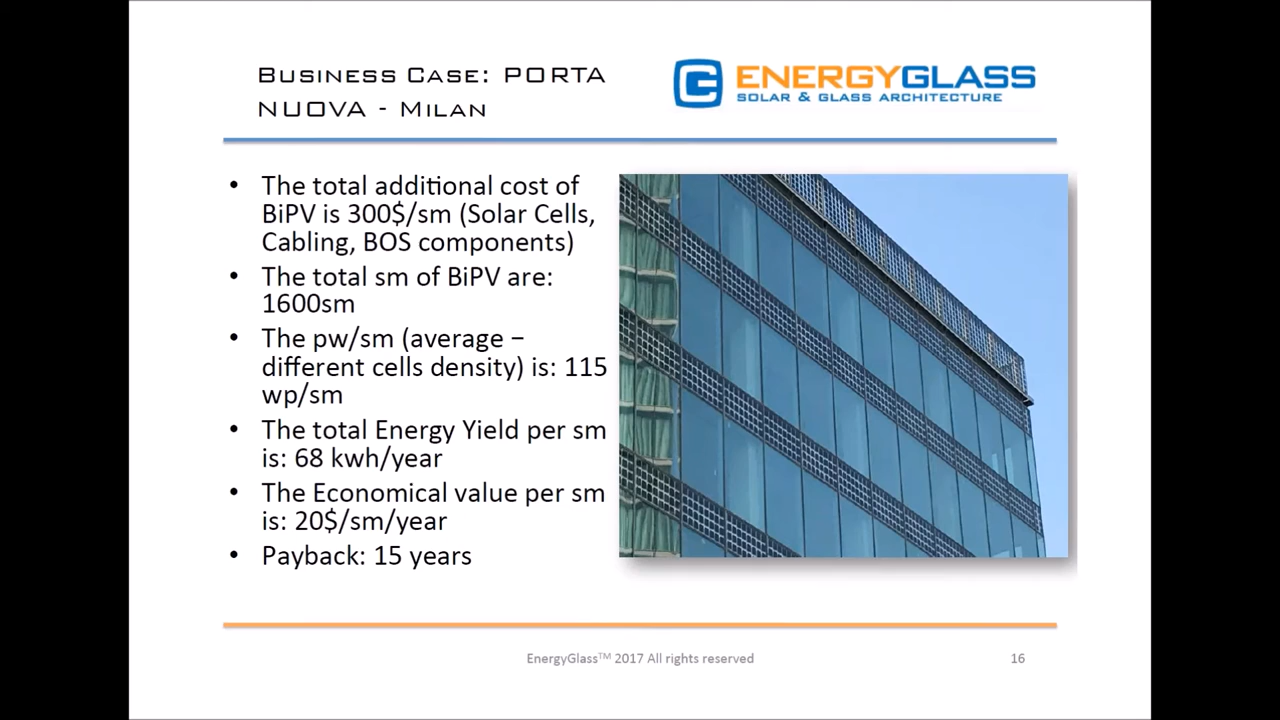 Business Case: PORTA
NUOVA - Milan
ENERGYGLASS
SOLAR & GLASS ARCHITECTURE
• The total additional cost of
BiPV is 300$/sm (Solar Cells,
Cabling, BOS components)
• The total sm of BiPV are:
1600sm
• The pw/sm (average –
different cells density) is: 115
wp/sm
• The total Energy Yield per sm
is: 68 kwh/year
• The Economical value per sm
is: 20$/sm/year
• Payback: 15 years
EnergyGlass™ 2017 All rights reserved
16